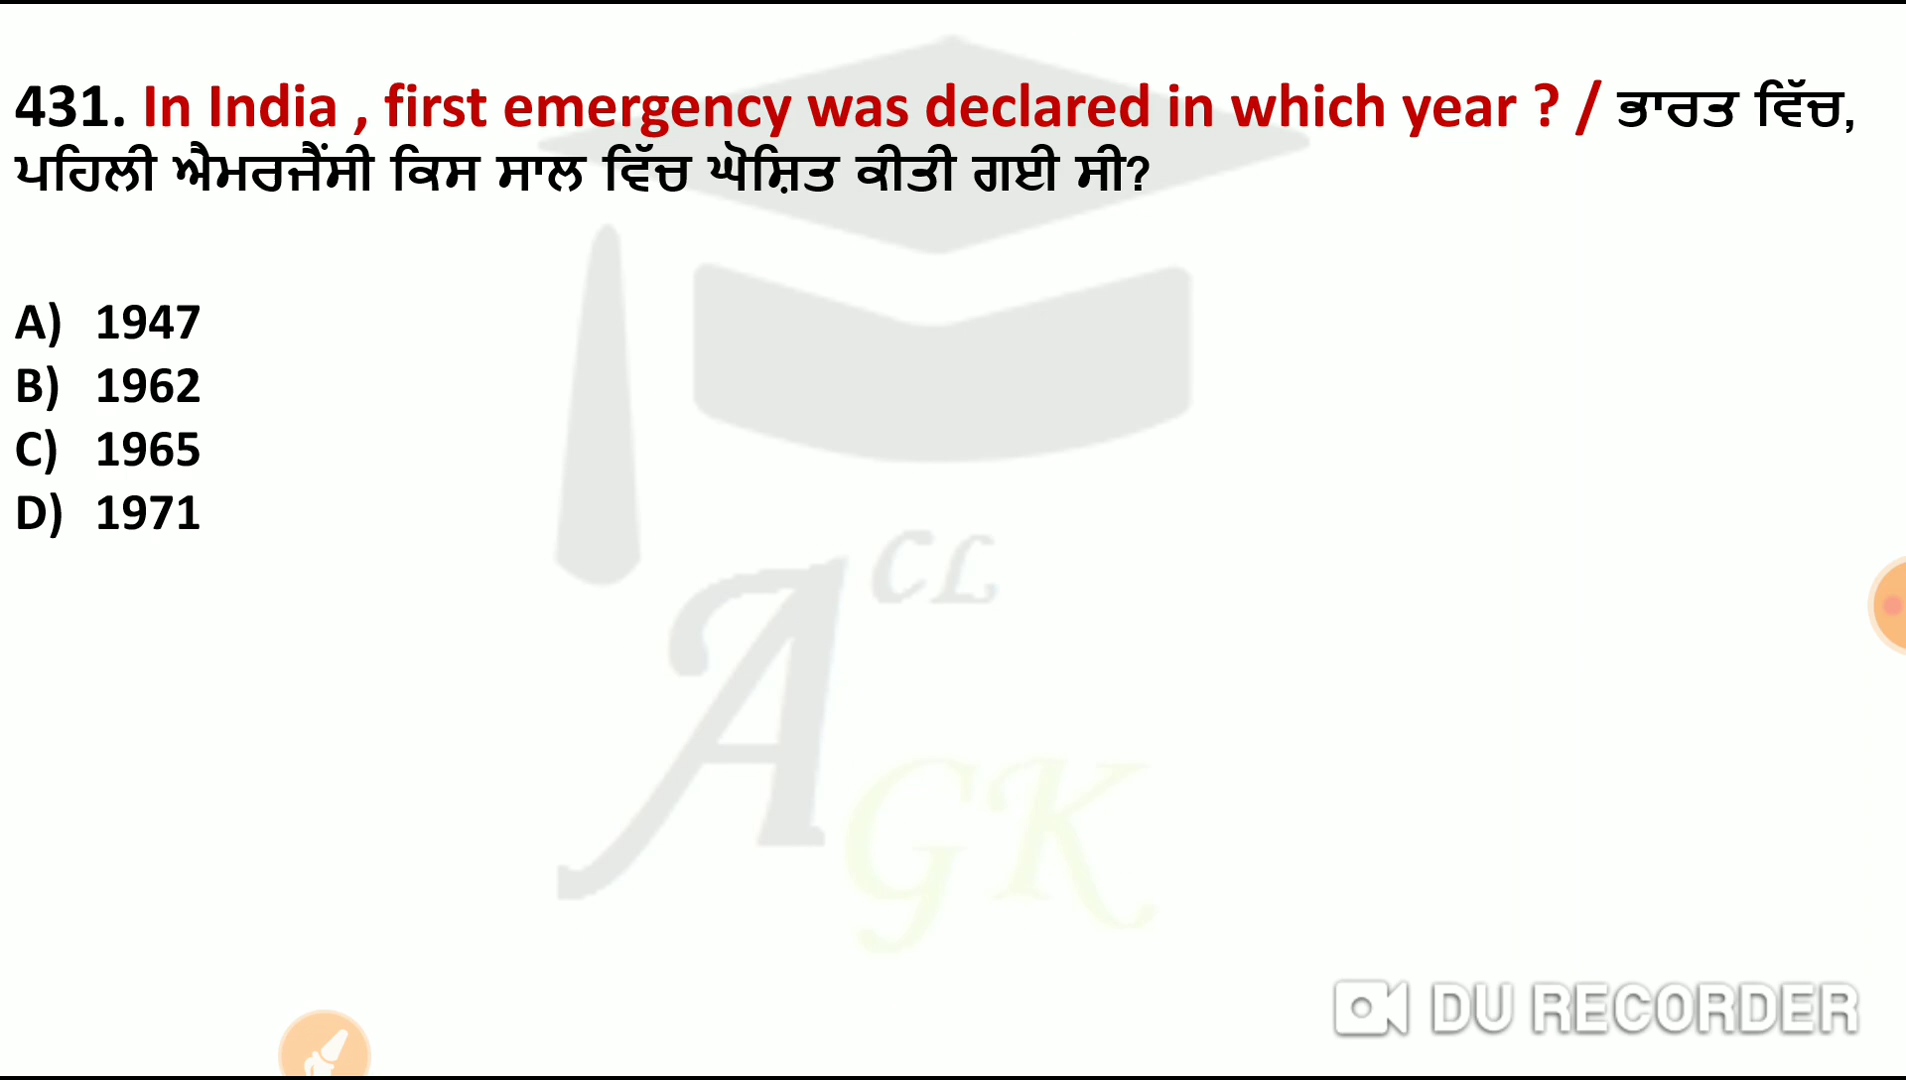 431. In India , first emergency was declared in which year ? / ਭਾਰਤ ਵਿੱਚ,
ਪਹਿਲੀ ਐਮਰਜੈਂਸੀ ਕਿਸ ਸਾਲ ਵਿੱਚ ਘੋਸ਼ਿਤ ਕੀਤੀ ਗਈ ਸੀ?
A) 1947
B) 1962
C) 1965
D) 1971
A CL
GK
DU RECORDER